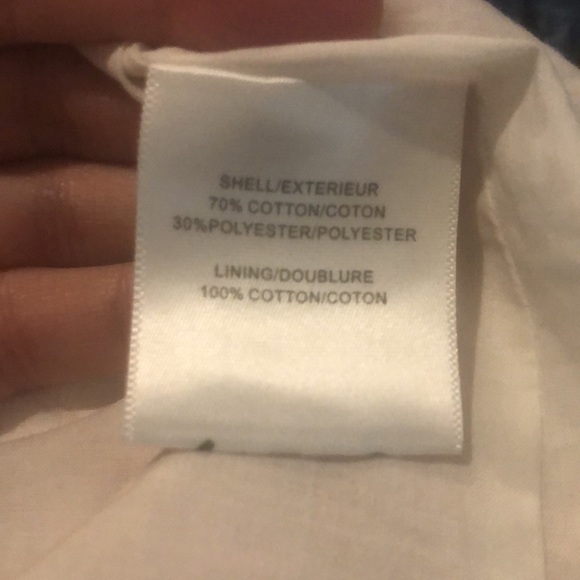 SHELL/EXTERIEUR
70% COTTON/COTON
30%POLYESTER/POLYESTER
LINING/DOUBLURE
100% COTTON/COTON